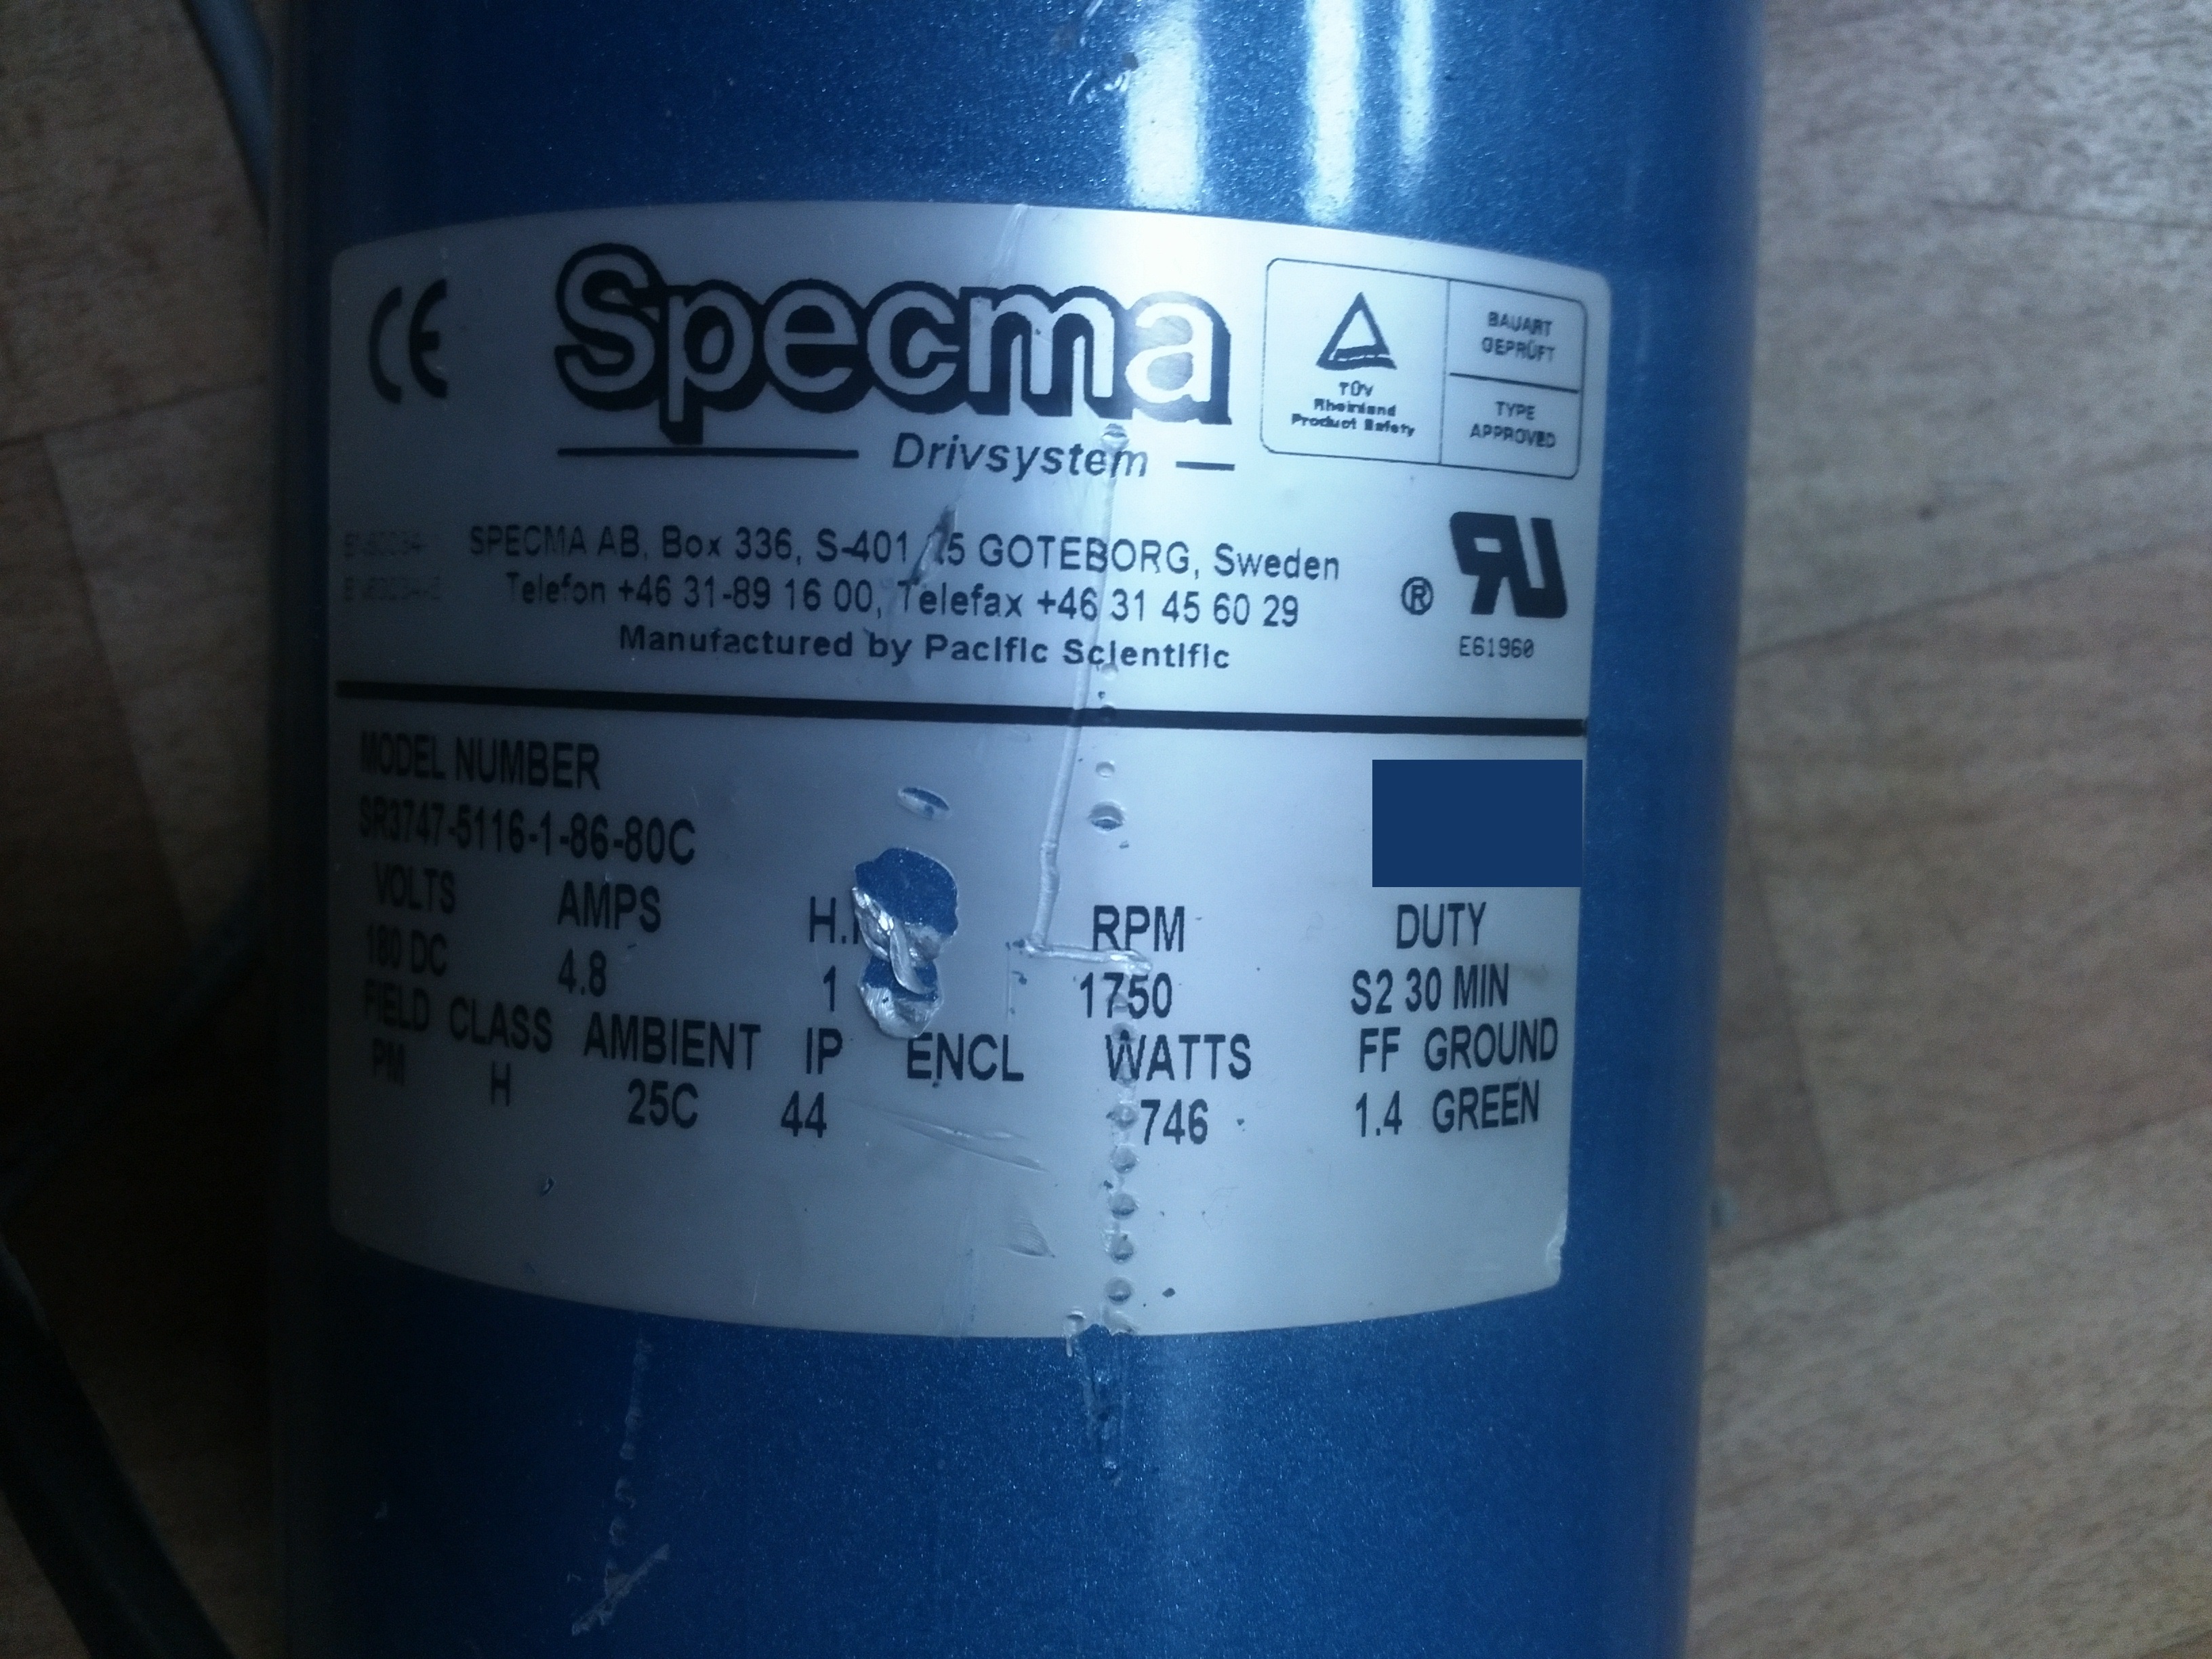 CE
Specma
Drivsystem
TÜV
Rheinland
Product Safety
BAUART
GEPRÜFT
TYPE
APPROVED
SPECMA AB, Box 336, S-401 GOTEBORG, Sweden
Telefon +46 31-89 16 00, Telefax +46 31 45 60 29
Manufactured by Pacific Scientific
®
E61960
MODEL NUMBER
SR3747-5116-1-86-80C
VOLTS AMPS RPM DUTY
180 DC 4.8 1 1750 S2 30 MIN
FIELD CLASS AMBIENT IP ENCL WATTS FF GROUND
PM H 25C 44 746 1.4 GREEN